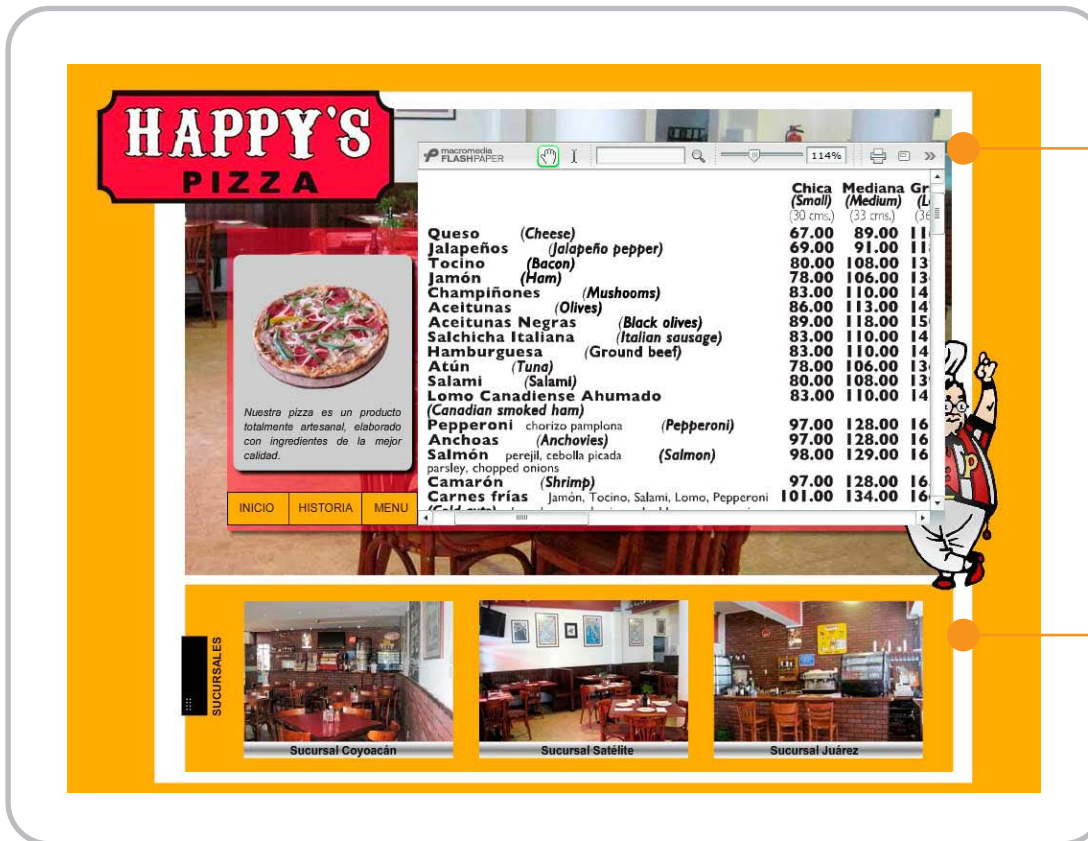 HAPPY'S
PIZZA
macromedia
FLASHPAPER
114%
Chica Mediana
(Small) (Medium)
(30 cms.) (33 cms.)
Queso (Cheese) 67.00 89.00
Jalapeños (Jalapeño pepper) 69.00 91.00
Tocino (Bacon) 80.00 108.00
Jamón (Ham) 78.00 106.00
Champiñones (Mushooms) 83.00 110.00
Aceitunas (Olives) 86.00 113.00
Aceitunas Negras (Black olives) 89.00 118.00
Salchicha Italiana (Italian sausage) 83.00 110.00
Hamburguesa (Ground beef) 83.00 110.00
Atún (Tuna) 78.00 106.00
Salami (Salami) 80.00 108.00
Lomo Canadiense Ahumado 83.00 110.00
(Canadian smoked ham)
Pepperoni chorizo pamplona (Pepperoni) 97.00 128.00
Anchoas (Anchovies) 97.00 128.00
Salmón perejil, cebolla picada (Salmon) 98.00 129.00
parsley, chopped onions
Camarón (Shrimp) 97.00 128.00
Carnes frías Jamón, Tocino, Salami, Lomo, Pepperoni 101.00 134.00
Nuestra pizza es un producto
totalmente artesanal, elaborado
con ingredientes de la mejor
calidad.
INICIO HISTORIA MENU
SUCURSALES
Sucursal Coyoacán
Sucursal Satélite
Sucursal Juárez